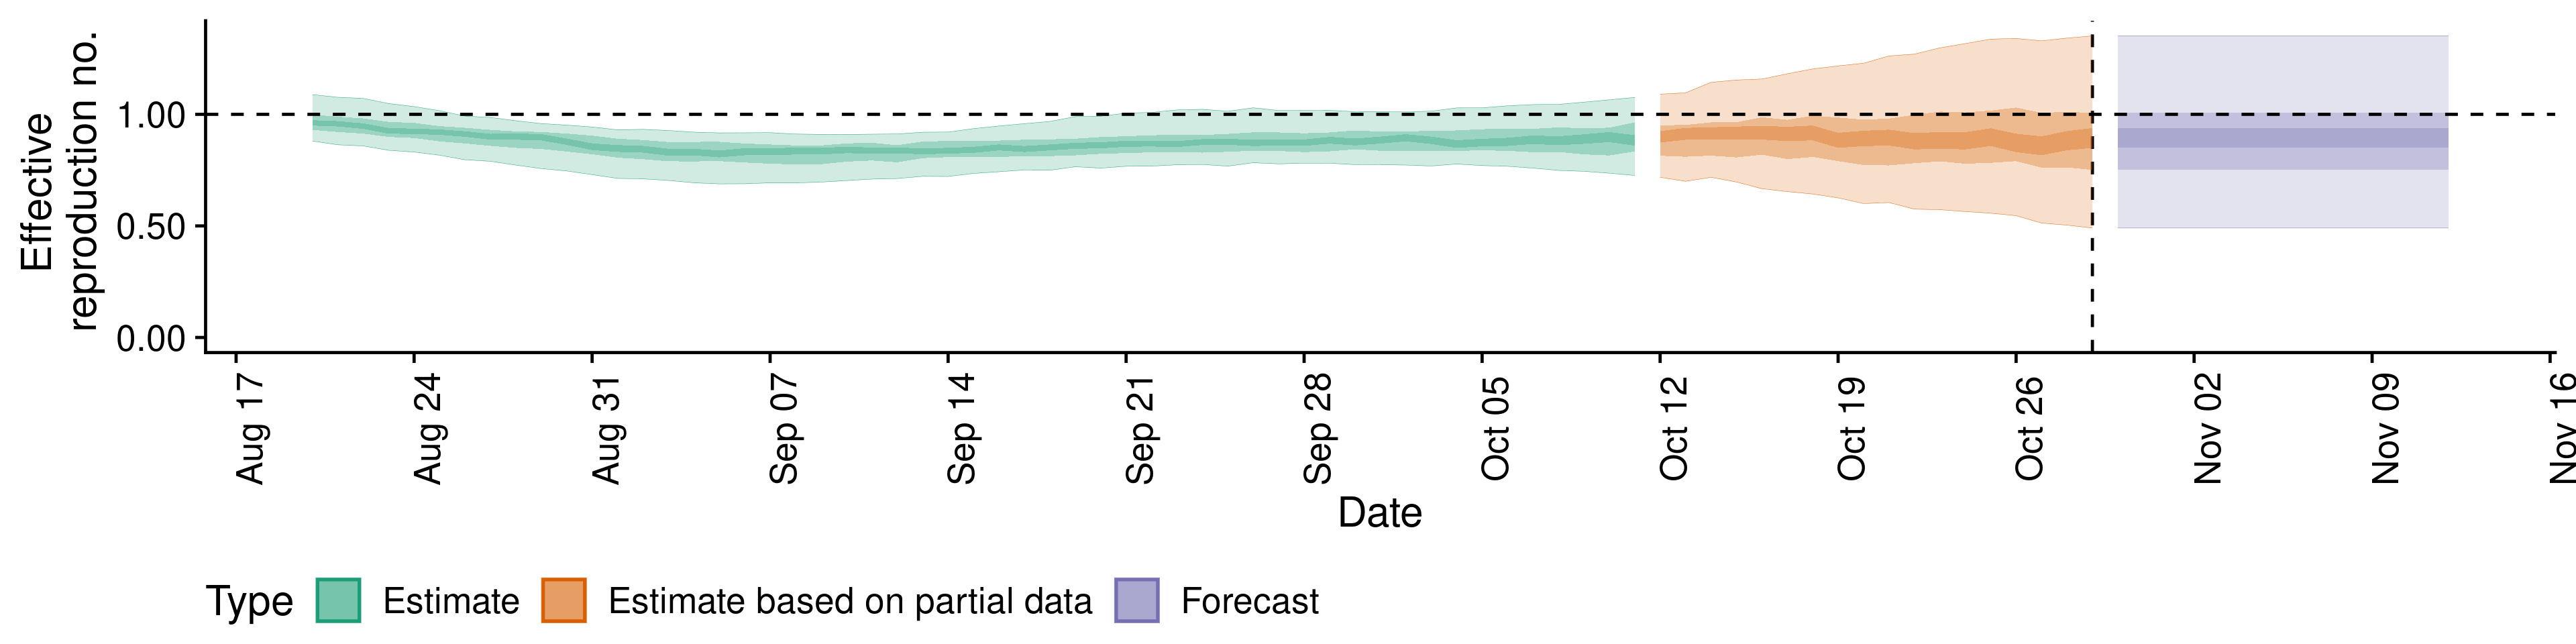 Effective
reproduction no.
1.00
0.50
0.00
Aug 17
Aug 24
Aug 31
Sep 07
Sep 14
Sep 21
Sep 28
Oct 05
Oct 12
Oct 19
Oct 26
Nov 02
Nov 09
Nov 16
Date
Type Estimate Estimate based on partial data Forecast